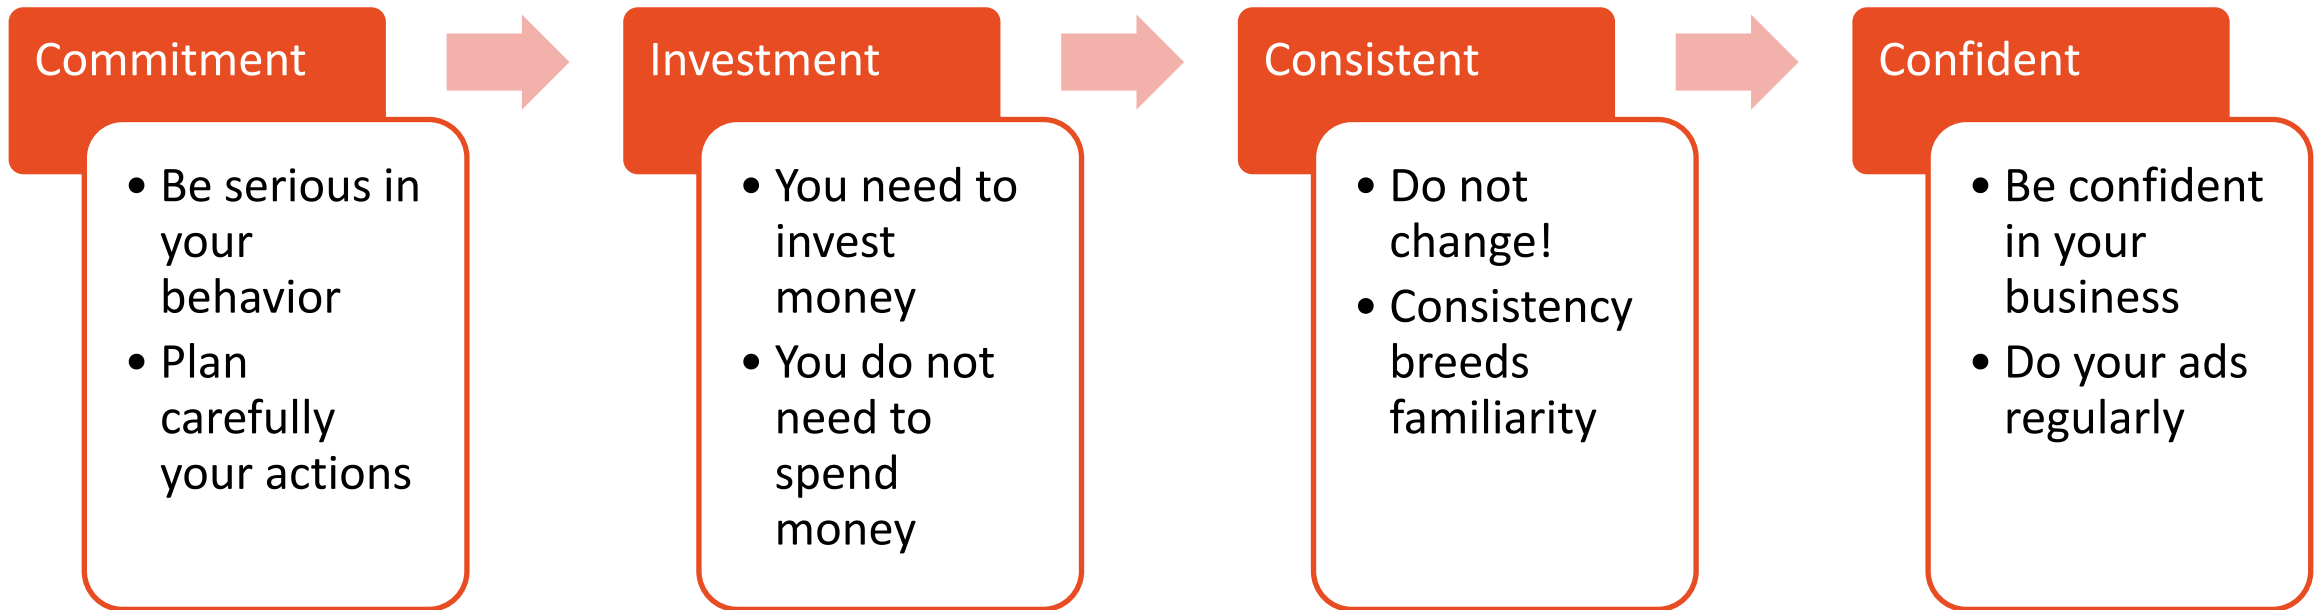 Commitment
• Be serious in
your
behavior
• Plan
carefully
your actions
Investment
• You need to
invest
money
• You do not
need to
spend
money
Consistent
• Do not
change!
• Consistency
breeds
familiarity
Confident
• Be confident
in your
business
• Do your ads
regularly